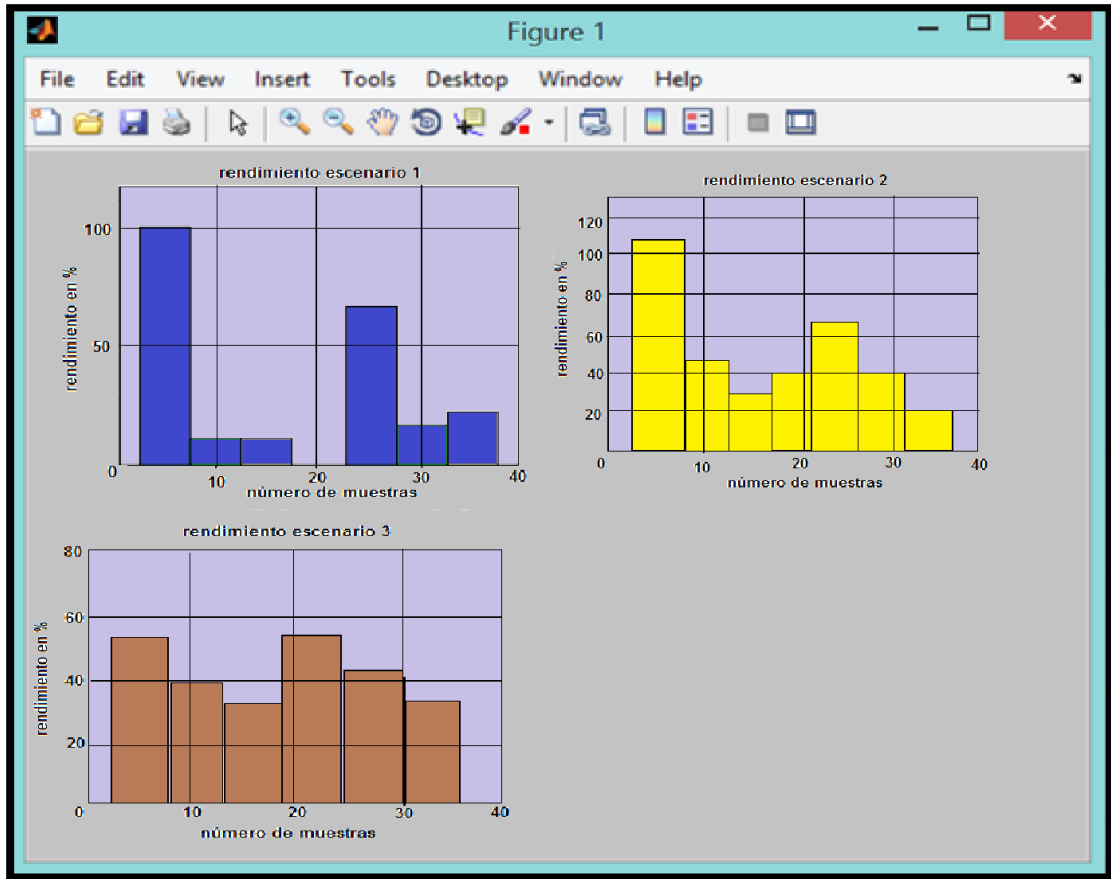 Figure 1
File Edit View Insert Tools Desktop Window Help
rendimiento escenario 1
100
50
0
10
20
30
40
rendimiento en %
número de muestras
rendimiento escenario 2
120
100
80
60
40
20
0
10
20
30
40
rendimiento en %
número de muestras
rendimiento escenario 3
80
60
40
20
0
10
20
30
40
rendimiento en %
número de muestras